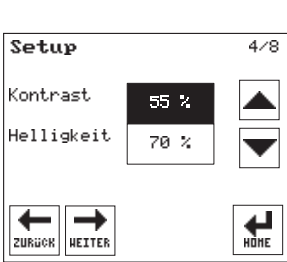 Setup 4/8
Kontrast 55 %
Helligkeit 70 %
ZURÜCK WEITER HOME